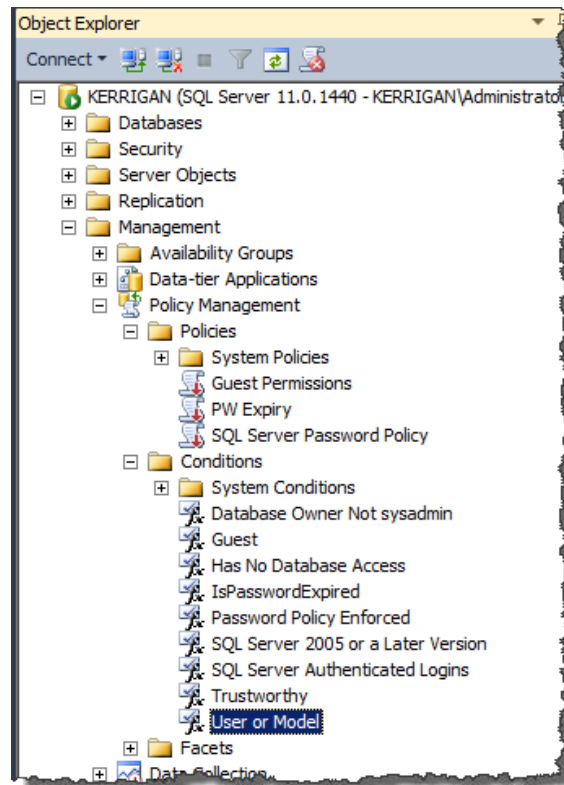 Object Explorer
Connect
KERRIGAN (SQL Server 11.0.1440 - KERRIGAN\Administrato
Databases
Security
Server Objects
Replication
Management
Availability Groups
Data-tier Applications
Policy Management
Policies
System Policies
Guest Permissions
PW Expiry
SQL Server Password Policy
Conditions
System Conditions
Database Owner Not sysadmin
Guest
Has No Database Access
IsPasswordExpired
Password Policy Enforced
SQL Server 2005 or a Later Version
SQL Server Authenticated Logins
Trustworthy
User or Model
Facets
Data Collection